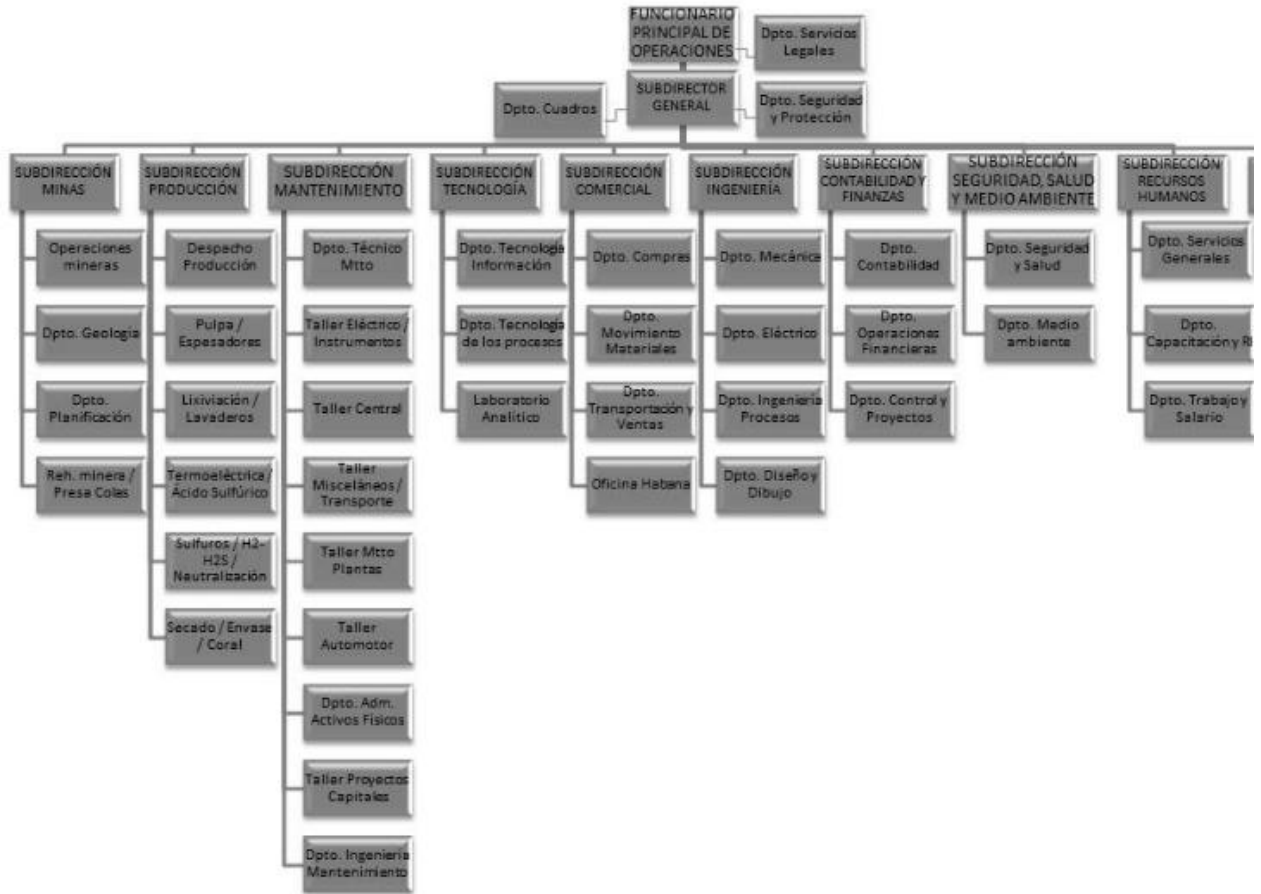 FUNCIONARIO
PRINCIPAL DE
OPERACIONES
Dpto. Servicios
Legales
SUBDIRECTOR
GENERAL
Dpto. Cuadros
Dpto. Seguridad
y Protección
SUBDIRECCIÓN
MINAS
Operaciones
mineras
Dpto. Geología
Dpto.
Planificación
Reh. minera /
Presa Colas
SUBDIRECCIÓN
PRODUCCIÓN
Despacho
Producción
Pulpa /
Espesadores
Lixiviación /
Lavaderos
Termoeléctrica /
Ácido Sulfúrico
Sulfuros / H2-
H2S /
Neutralización
Secado / Envase
/ Coral
SUBDIRECCIÓN
MANTENIMIENTO
Dpto. Técnico
Mtto
Taller Eléctrico /
Instrumentos
Taller Central
Taller
Misceláneos /
Transporte
Taller Mtto
Plantas
Taller
Automotor
Dpto. Adm.
Activos Físicos
Taller Proyectos
Capitales
Dpto. Ingeniería
Mantenimiento
SUBDIRECCIÓN
TECNOLOGÍA
Dpto. Tecnología
Información
Dpto. Tecnología
de los procesos
Laboratorio
Analítico
SUBDIRECCIÓN
COMERCIAL
Dpto. Compras
Dpto.
Movimiento
Materiales
Dpto.
Transportación y
Ventas
Oficina Habana
SUBDIRECCIÓN
INGENIERÍA
Dpto. Mecánica
Dpto. Eléctrico
Dpto. Ingeniería
Procesos
Dpto. Diseño y
Dibujo
SUBDIRECCIÓN
CONTABILIDAD Y
FINANZAS
Dpto.
Contabilidad
Dpto.
Operaciones
Financieras
Dpto. Control y
Proyectos
SUBDIRECCIÓN
SEGURIDAD, SALUD
Y MEDIO AMBIENTE
Dpto. Seguridad
y Salud
Dpto. Medio
ambiente
SUBDIRECCIÓN
RECURSOS
HUMANOS
Dpto. Servicios
Generales
Dpto.
Capacitación y
Dpto. Trabajo y
Salario